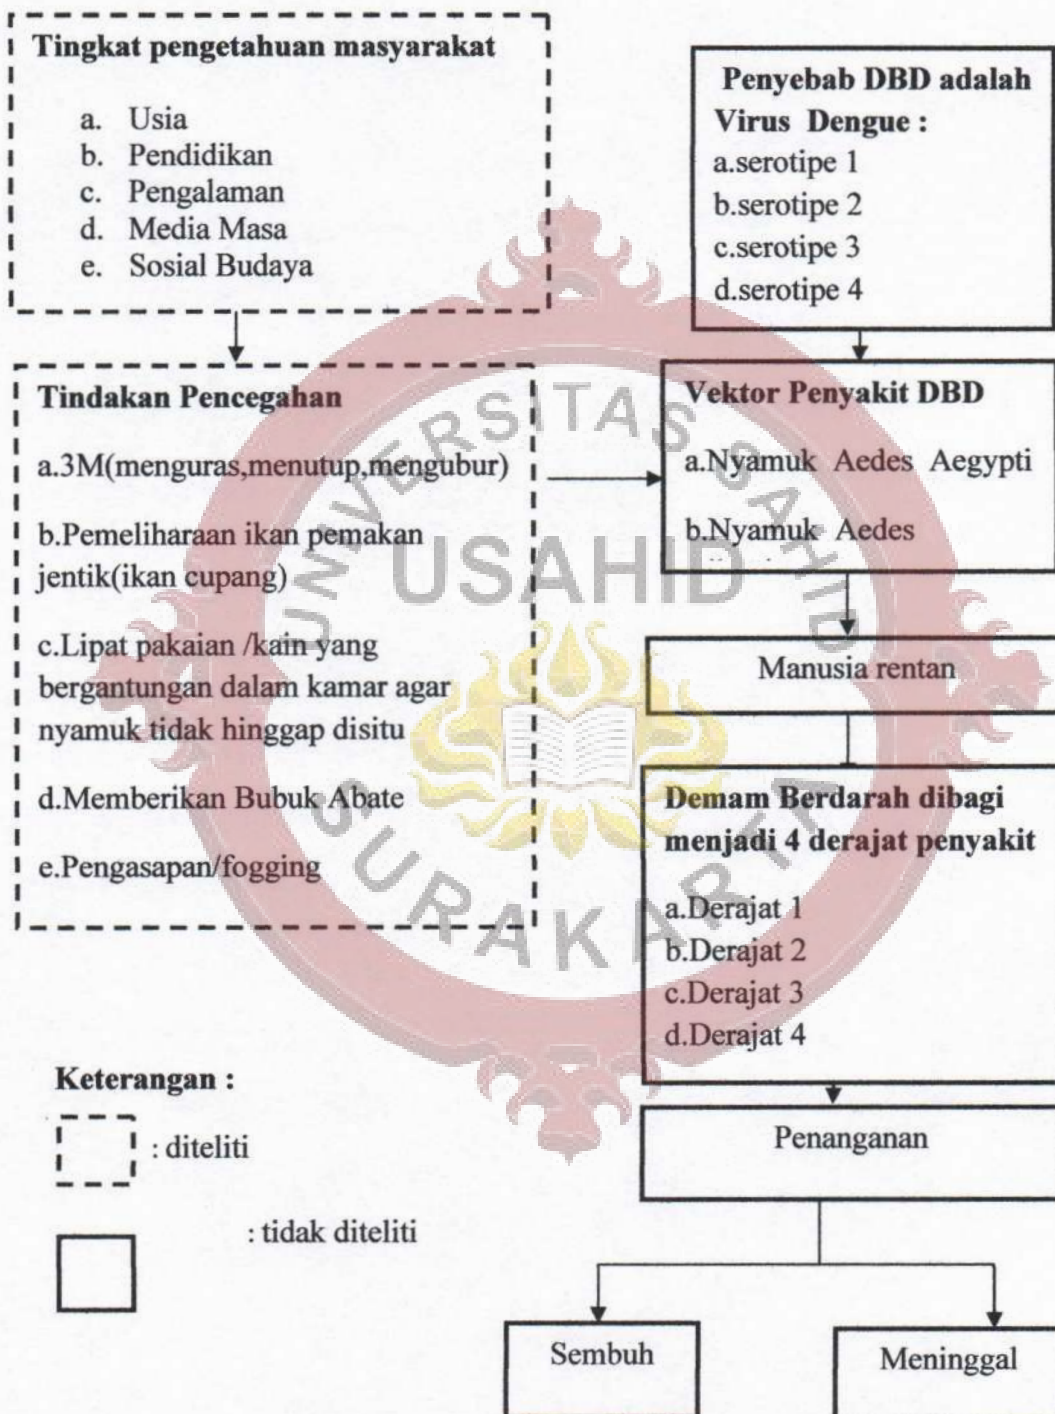 Tingkat pengetahuan masyarakat
a. Usia
b. Pendidikan
c. Pengalaman
d. Media Masa
e. Sosial Budaya
Penyebab DBD adalah
Virus Dengue :
a.serotipe 1
b.serotipe 2
c.serotipe 3
d.serotipe 4
Tindakan Pencegahan
a.3M(menguras,menutup,mengubur)
b.Pemeliharaan ikan pemakan
jentik(ikan cupang)
c.Lipat pakaian /kain yang
bergantungan dalam kamar agar
nyamuk tidak hinggap disitu
d.Memberikan Bubuk Abate
e.Pengasapan/fogging
Vektor Penyakit DBD
a.Nyamuk Aedes Aegypti
b.Nyamuk Aedes
Manusia rentan
Demam Berdarah dibagi
menjadi 4 derajat penyakit
a.Derajat 1
b.Derajat 2
c.Derajat 3
d.Derajat 4
Penanganan
Sembuh
Meninggal
Keterangan :
: diteliti
: tidak diteliti
UNIVERSITAS SAHID
USAHID
SURAKARTA